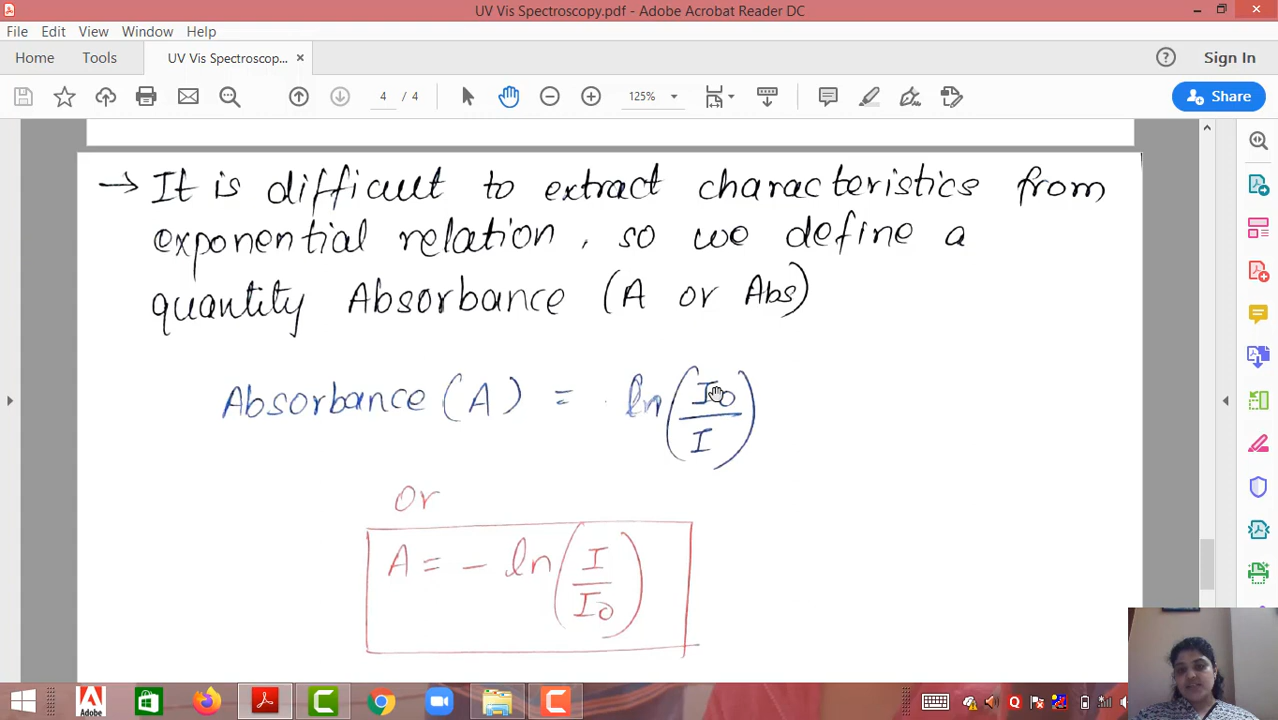 UV Vis Spectroscopy.pdf - Adobe Acrobat Reader DC
File Edit View Window Help
Home Tools UV Vis Spectroscop... × Sign In
4 / 4 125% Share
→ It is difficult to extract characteristics from
exponential relation, so we define a
quantity Absorbance (A or Abs)
Absorbance (A) = ln(I₀/I)
Or
A = - ln(I/I₀)
Adobe